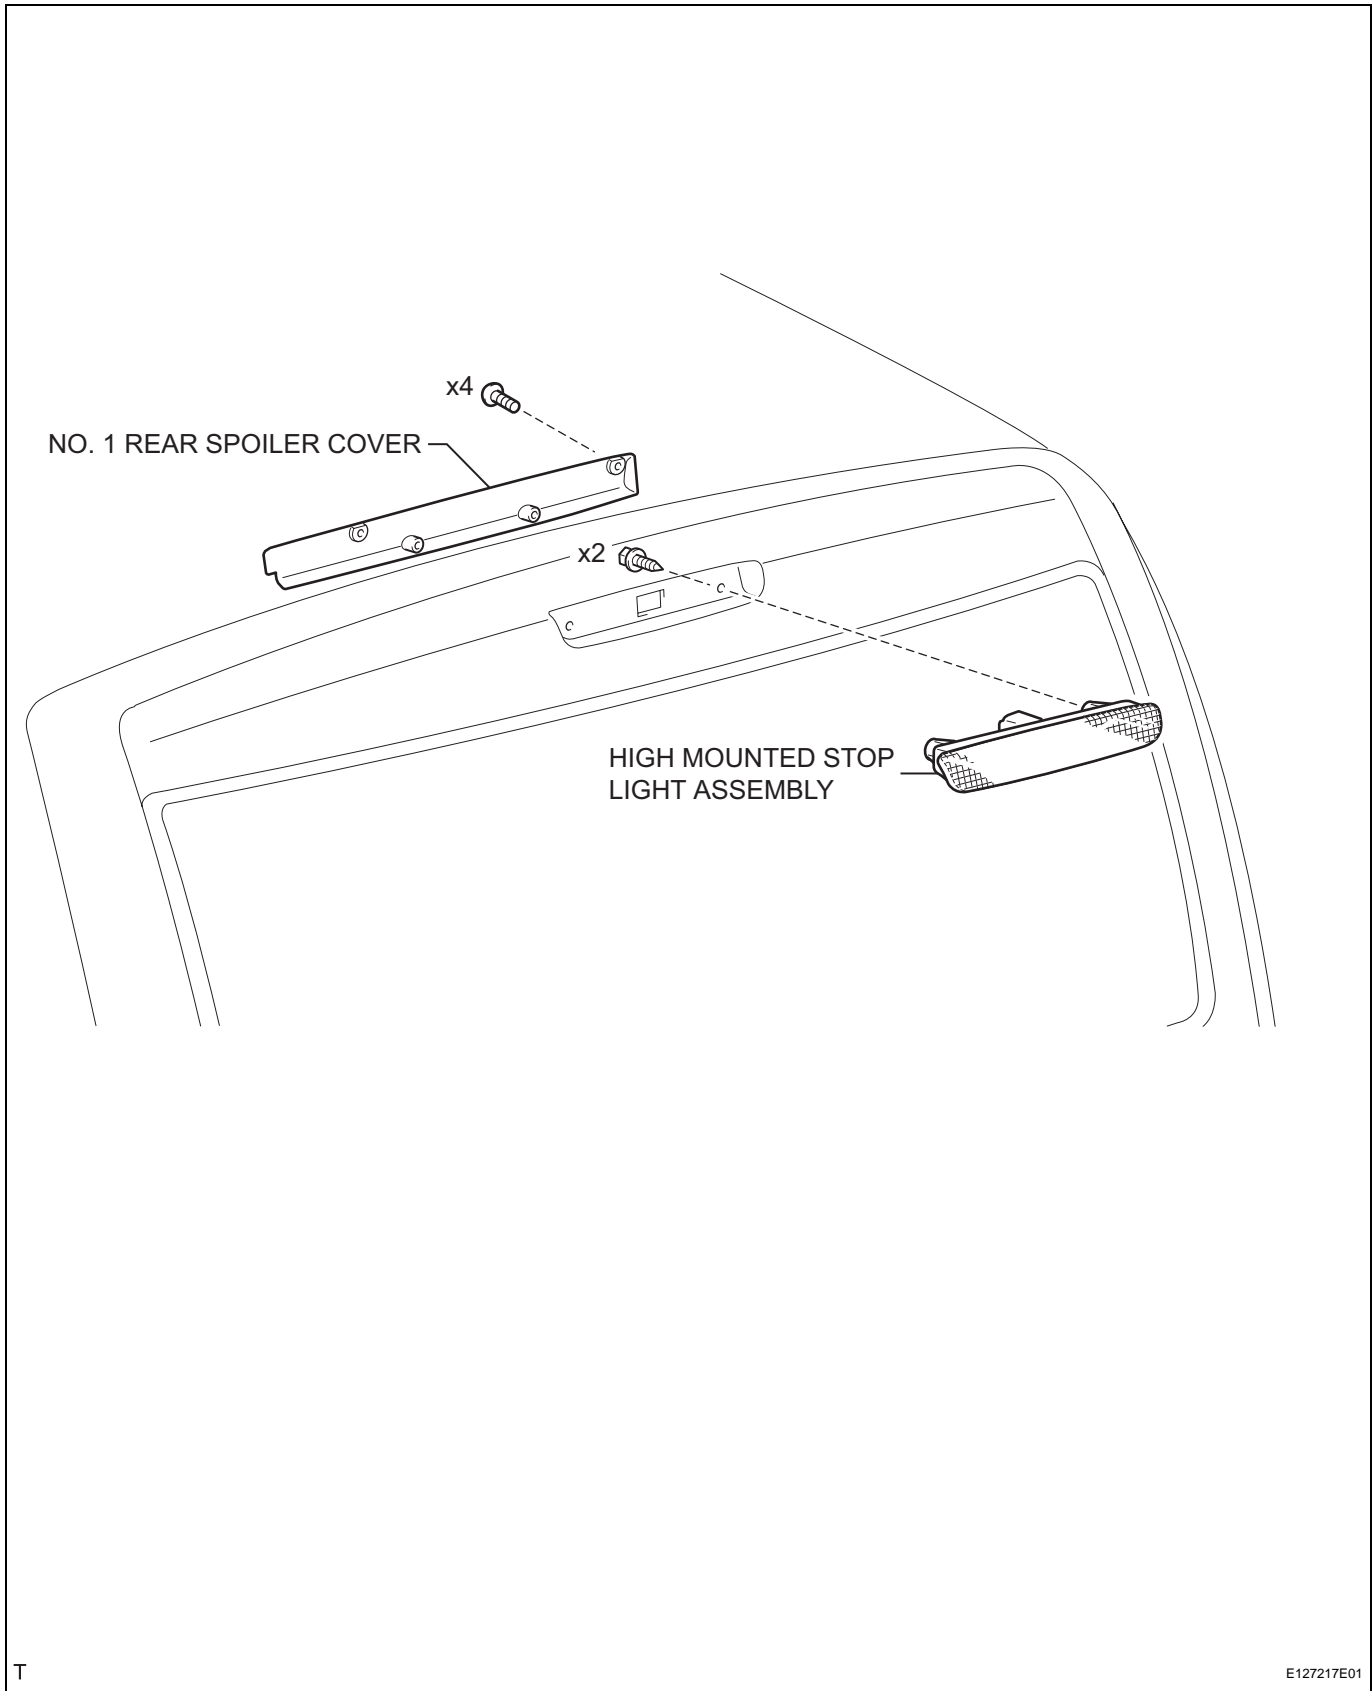 x4
NO. 1 REAR SPOILER COVER
x2
HIGH MOUNTED STOP
LIGHT ASSEMBLY
T
E127217E01